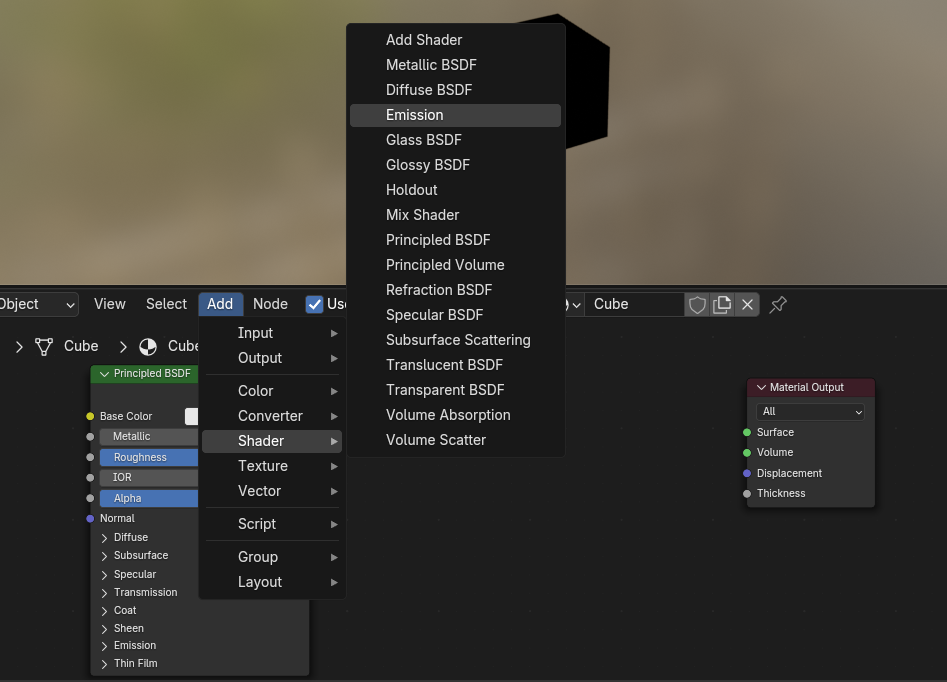 Add Shader
Metallic BSDF
Diffuse BSDF
Emission
Glass BSDF
Glossy BSDF
Holdout
Mix Shader
Principled BSDF
Principled Volume
Refraction BSDF
Specular BSDF
Subsurface Scattering
Translucent BSDF
Transparent BSDF
Volume Absorption
Volume Scatter
Object View Select Add Node Use Cube
Cube Cube
Input
Output
Color
Converter
Shader
Texture
Vector
Script
Group
Layout
Principled BSDF
Base Color
Metallic
Roughness
IOR
Alpha
Normal
Diffuse
Subsurface
Specular
Transmission
Coat
Sheen
Emission
Thin Film
Material Output
All
Surface
Volume
Displacement
Thickness